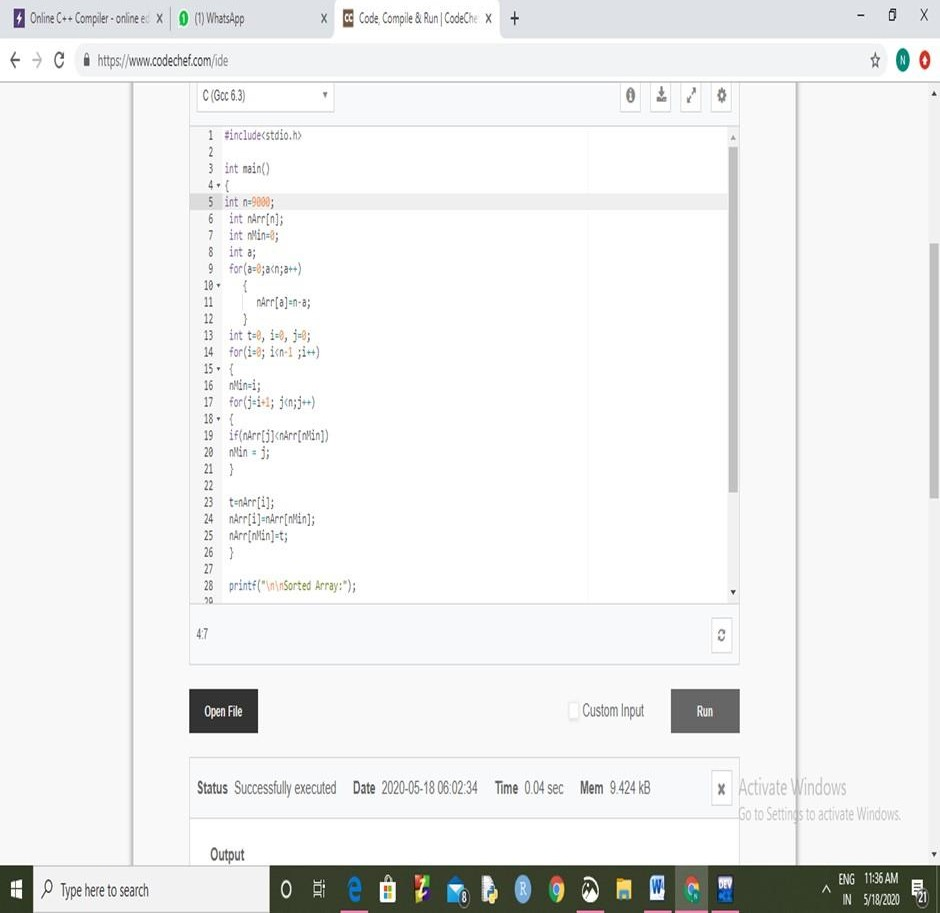 Online C++ Compiler - online ed
(1) WhatsApp
Code, Compile & Run | CodeChe
https://www.codechef.com/ide
N
C (Gcc 6.3)
1 #include<stdio.h>
2
3 int main()
4 {
5 int n=9000;
6 int nArr[n];
7 int nMin=0;
8 int a;
9 for(a=0;a<n;a++)
10 {
11 nArr[a]=n-a;
12 }
13 int t=0, i=0, j=0;
14 for(i=0; i<n-1 ;i++)
15 {
16 nMin=i;
17 for(j=i+1; j<n;j++)
18 {
19 if(nArr[j]<nArr[nMin])
20 nMin = j;
21 }
22
23 t=nArr[i];
24 nArr[i]=nArr[nMin];
25 nArr[nMin]=t;
26 }
27
28 printf("\n\nSorted Array:");
29
4:7
Open File
Custom Input
Run
Status Successfully executed Date 2020-05-18 06:02:34 Time 0.04 sec Mem 9.424 kB
Activate Windows
Go to Settings to activate Windows.
Output
Type here to search
8
R
W
DEV
ENG 11:36 AM
IN 5/18/2020
21